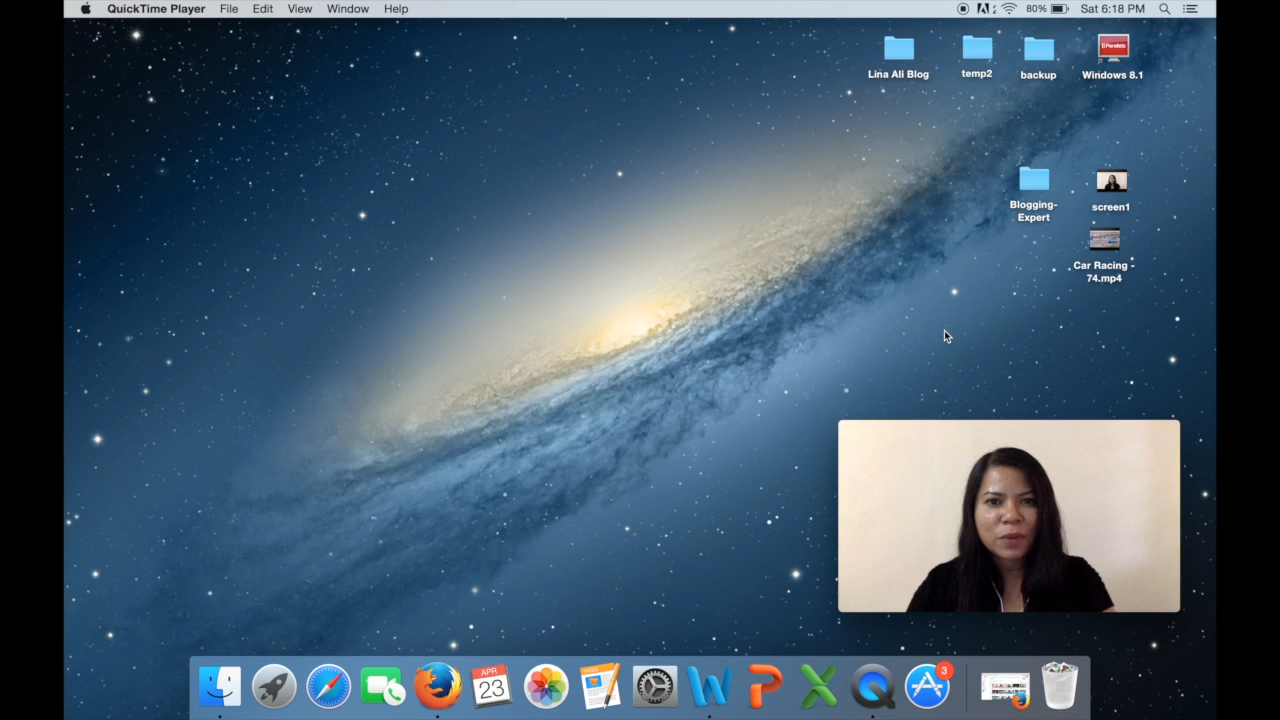 QuickTime Player File Edit View Window Help 80% Sat 6:18 PM
Lina Ali Blog temp2 backup Windows 8.1
Parallels
Blogging-
Expert
screen1
Car Racing -
74.mp4
APR
23
3